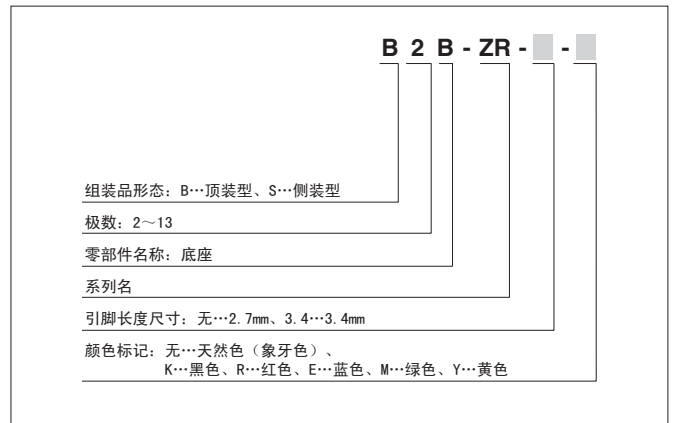 B 2 B - ZR - -
组装品形态：B…顶装型、S…侧装型
极数：2～13
零部件名称：底座
系列名
引脚长度尺寸：无…2.7mm、3.4…3.4mm
颜色标记：无…天然色（象牙色）、
K…黑色、R…红色、E…蓝色、M…绿色、Y…黄色